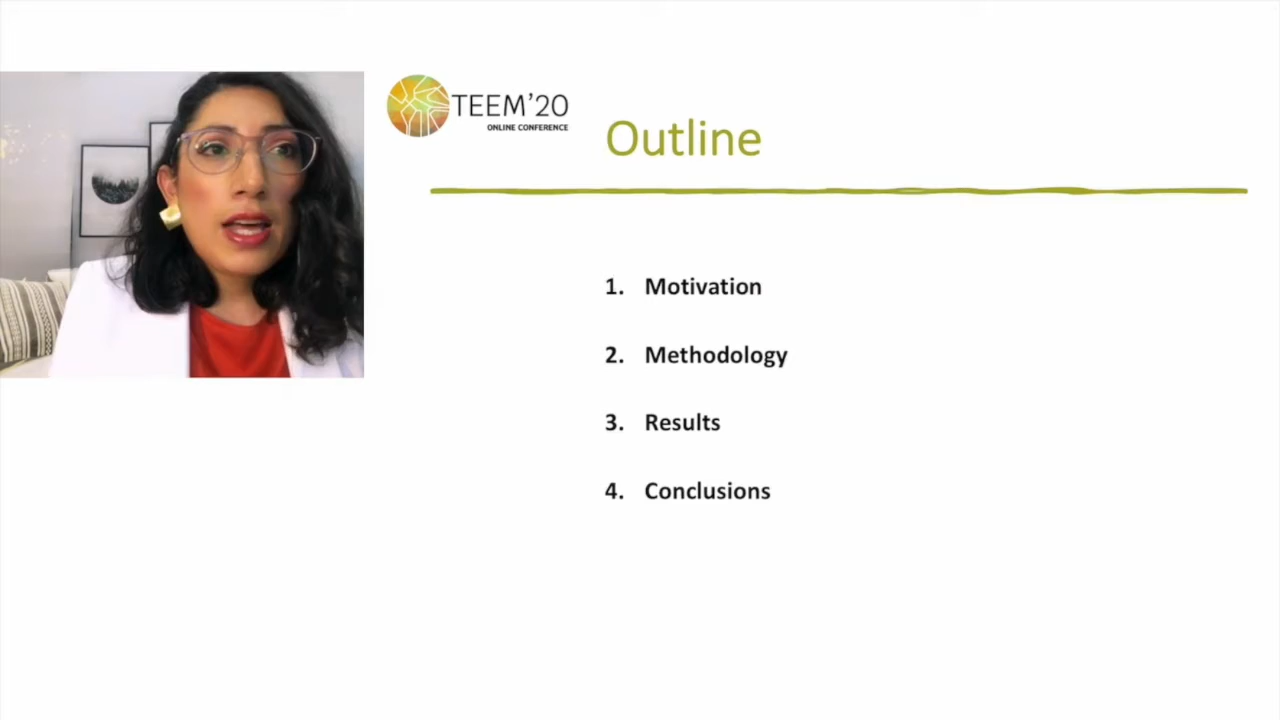 TEEM'20
ONLINE CONFERENCE
Outline
1. Motivation
2. Methodology
3. Results
4. Conclusions